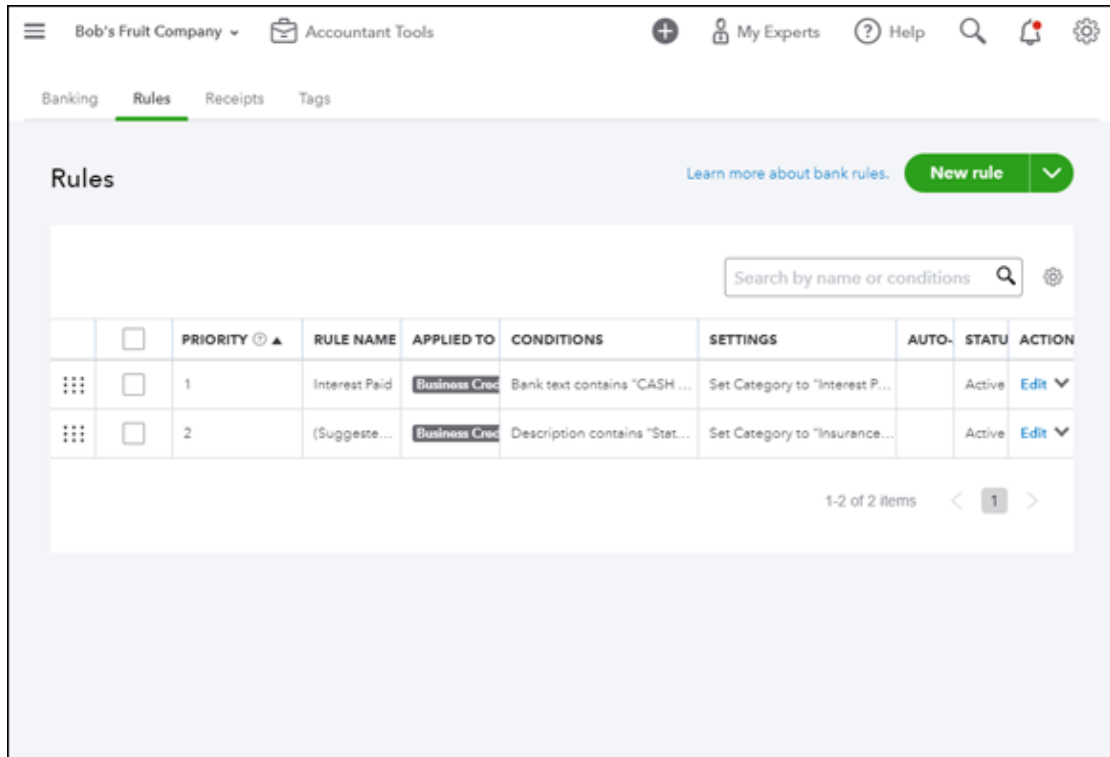 Bob's Fruit Company Accountant Tools My Experts Help
Banking Rules Receipts Tags
Rules Learn more about bank rules. New rule
Search by name or conditions
PRIORITY RULE NAME APPLIED TO CONDITIONS SETTINGS AUTO- STATU ACTION
1 Interest Paid Business Cred Bank text contains "CASH ... Set Category to "Interest P... Active Edit
2 (Suggeste... Business Cred Description contains "Stat... Set Category to "Insurance... Active Edit
1-2 of 2 items < 1 >